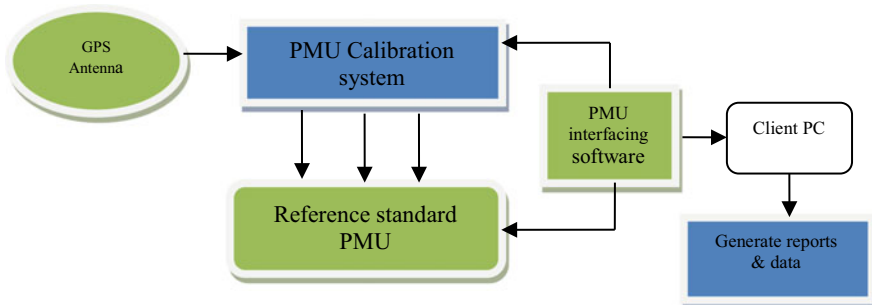 GPS
Antenna
PMU Calibration
system
PMU
interfacing
software
Client PC
Reference standard
PMU
Generate reports
& data